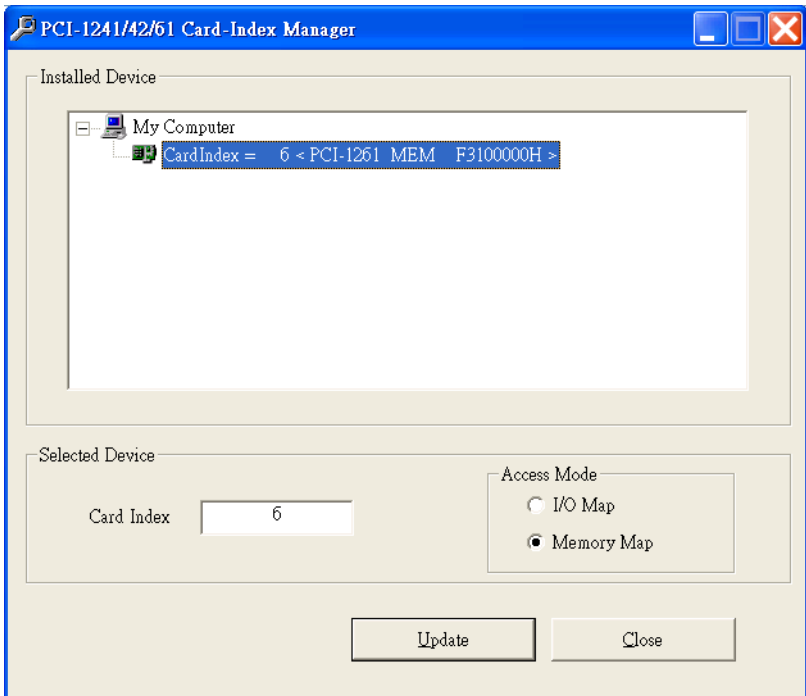 PCI-1241/42/61 Card-Index Manager
Installed Device
My Computer
CardIndex = 6 < PCI-1261 MEM F3100000H >
Selected Device
Access Mode
I/O Map
Card Index 6
Memory Map
Update Close